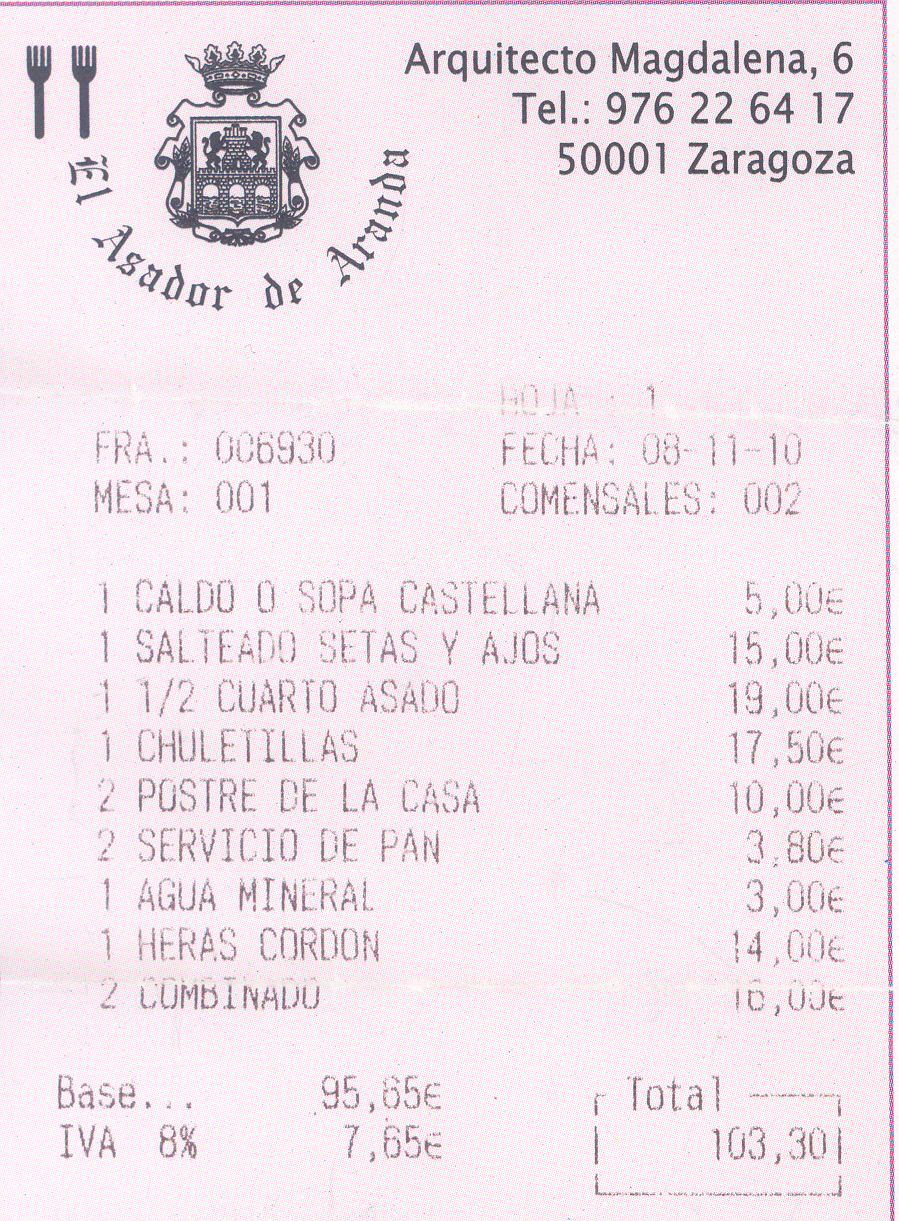 El Asador de Aranda
Arquitecto Magdalena, 6
Tel.: 976 22 64 17
50001 Zaragoza
HOJA : 1
FRA.: 006930 FECHA: 08-11-10
MESA: 001 COMENSALES: 002
1 CALDO O SOPA CASTELLANA 5,00€
1 SALTEADO SETAS Y AJOS 15,00€
1 1/2 CUARTO ASADO 19,00€
1 CHULETILLAS 17,50€
2 POSTRE DE LA CASA 10,00€
2 SERVICIO DE PAN 3,80€
1 AGUA MINERAL 3,00€
1 HERAS CORDON 14,00€
2 COMBINADO 16,00€
Base... 95,65€ Total
IVA 8% 7,65€ 103,30